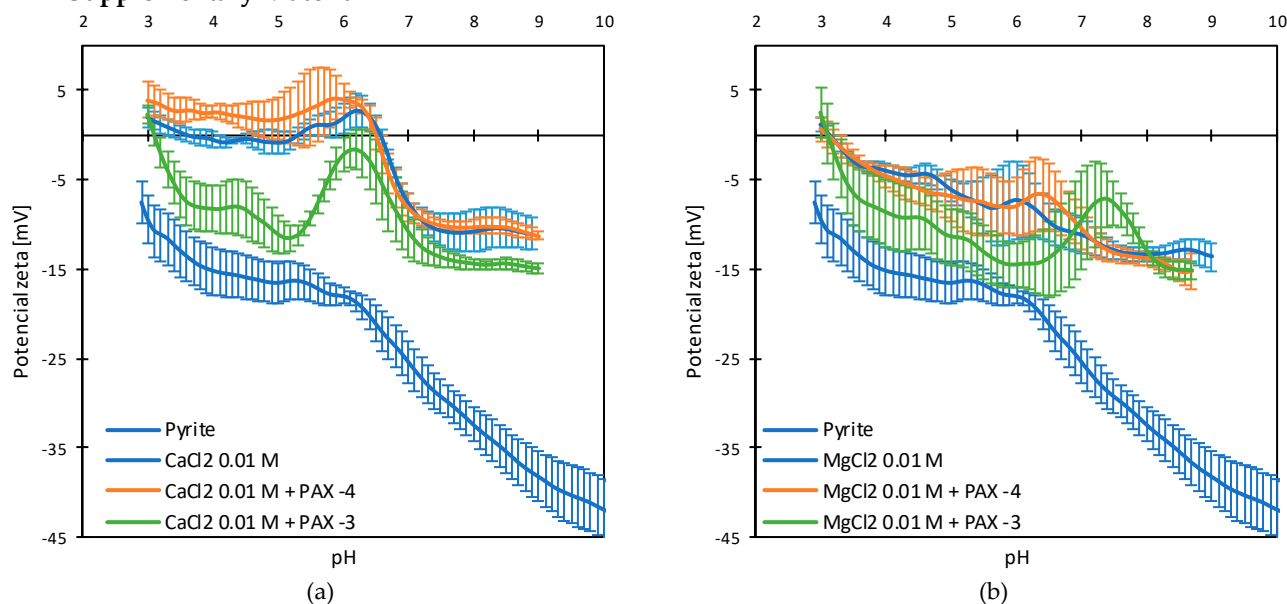 2 3 4 5 6 7 8 9 10
5
-5
-15
-25
-35
-45
Potencial zeta [mV]
Pyrite
CaCl2 0.01 M
CaCl2 0.01 M + PAX -4
CaCl2 0.01 M + PAX -3
pH
(a)
2 3 4 5 6 7 8 9 10
5
-5
-15
-25
-35
-45
Potencial zeta [mV]
Pyrite
MgCl2 0.01 M
MgCl2 0.01 M + PAX -4
MgCl2 0.01 M + PAX -3
pH
(b)